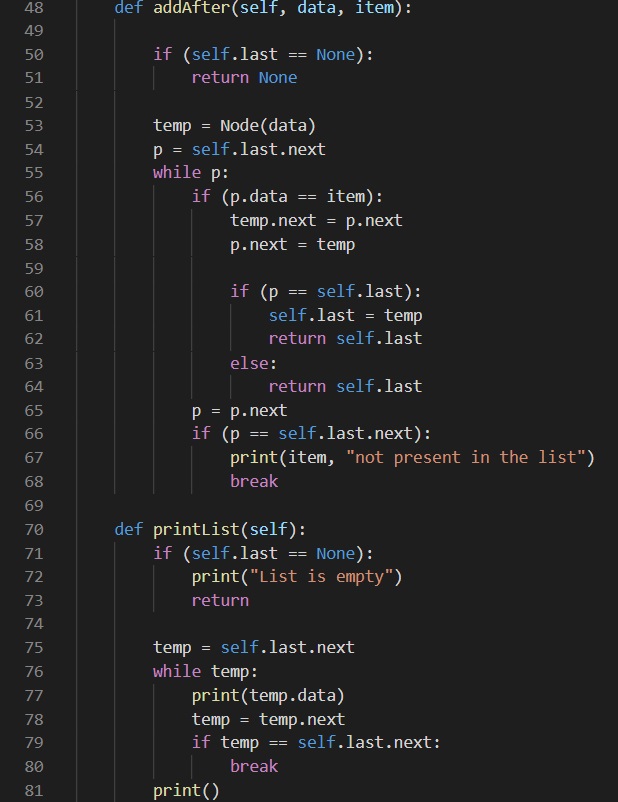 48 def addAfter(self, data, item):
49
50 if (self.last == None):
51 return None
52
53 temp = Node(data)
54 p = self.last.next
55 while p:
56 if (p.data == item):
57 temp.next = p.next
58 p.next = temp
59
60 if (p == self.last):
61 self.last = temp
62 return self.last
63 else:
64 return self.last
65 p = p.next
66 if (p == self.last.next):
67 print(item, "not present in the list")
68 break
69
70 def printList(self):
71 if (self.last == None):
72 print("List is empty")
73 return
74
75 temp = self.last.next
76 while temp:
77 print(temp.data)
78 temp = temp.next
79 if temp == self.last.next:
80 break
81 print()